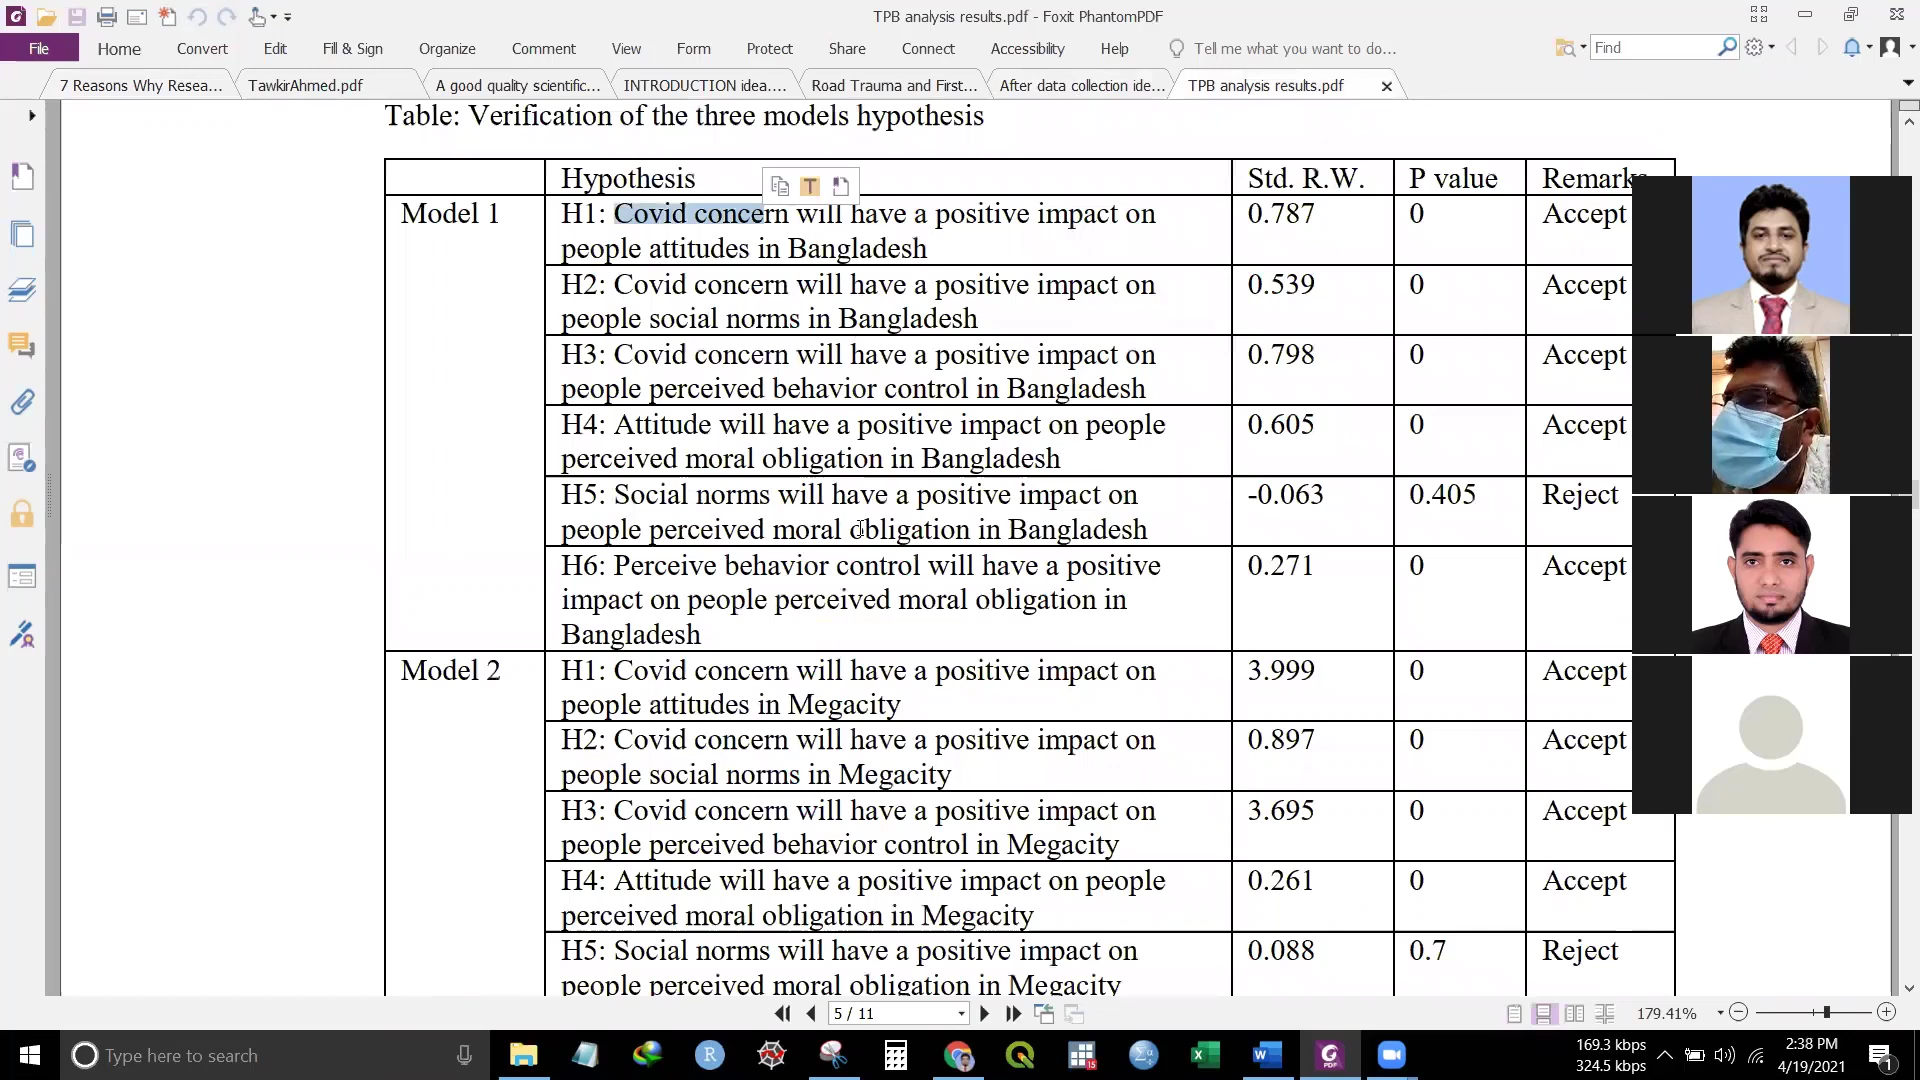 TPB analysis results.pdf - Foxit PhantomPDF
File Home Convert Edit Fill & Sign Organize Comment View Form Protect Share Connect Accessibility Help Tell me what you want to do... Find
7 Reasons Why Resea... TawkirAhmed.pdf A good quality scientific... INTRODUCTION idea.... Road Trauma and First... After data collection ide... TPB analysis results.pdf
Table: Verification of the three models hypothesis
Hypothesis Std. R.W. P value Remarks
Model 1 H1: Covid concern will have a positive impact on 0.787 0 Accept
people attitudes in Bangladesh
H2: Covid concern will have a positive impact on 0.539 0 Accept
people social norms in Bangladesh
H3: Covid concern will have a positive impact on 0.798 0 Accept
people perceived behavior control in Bangladesh
H4: Attitude will have a positive impact on people 0.605 0 Accept
perceived moral obligation in Bangladesh
H5: Social norms will have a positive impact on -0.063 0.405 Reject
people perceived moral obligation in Bangladesh
H6: Perceive behavior control will have a positive 0.271 0 Accept
impact on people perceived moral obligation in
Bangladesh
Model 2 H1: Covid concern will have a positive impact on 3.999 0 Accept
people attitudes in Megacity
H2: Covid concern will have a positive impact on 0.897 0 Accept
people social norms in Megacity
H3: Covid concern will have a positive impact on 3.695 0 Accept
people perceived behavior control in Megacity
H4: Attitude will have a positive impact on people 0.261 0 Accept
perceived moral obligation in Megacity
H5: Social norms will have a positive impact on 0.088 0.7 Reject
people perceived moral obligation in Megacity
5 / 11 179.41%
Type here to search
169.3 kbps
324.5 kbps
2:38 PM
4/19/2021